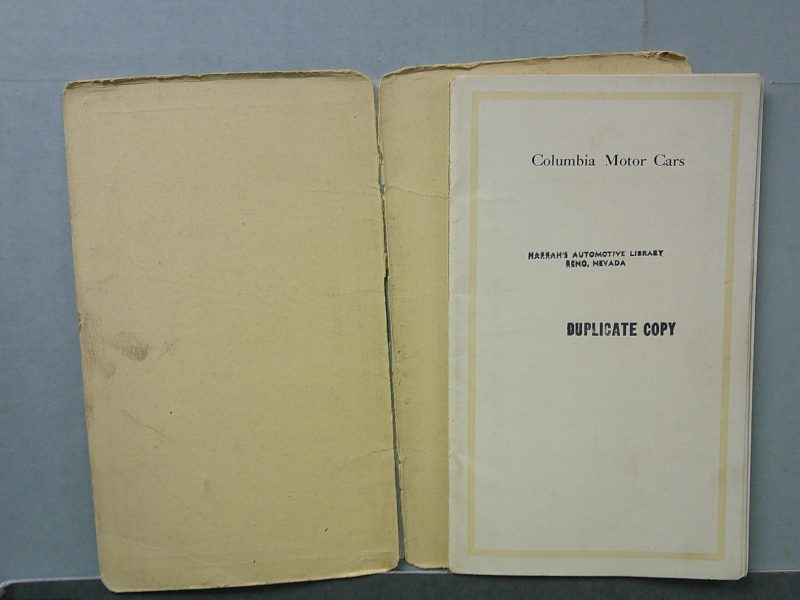 Columbia Motor Cars
HARRAH'S AUTOMOTIVE LIBRARY
RENO, NEVADA
DUPLICATE COPY